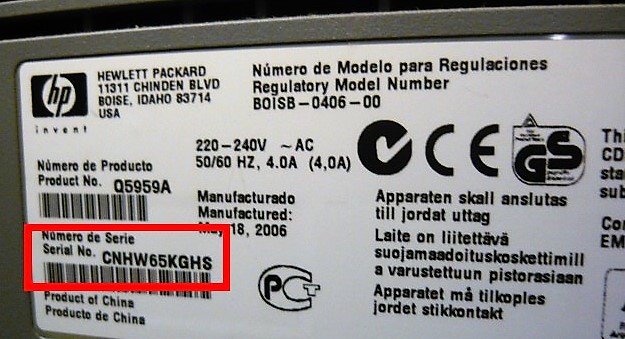 hp
invent
HEWLETT PACKARD
11311 CHINDEN BLVD
BOISE, IDAHO 83714
USA
Número de Modelo para Regulaciones
Regulatory Model Number
BOISB-0406-00
220-240V ~AC
50/60 HZ, 4.0A (4,0A)
Número de Producto
Product No. Q5959A
Manufacturado
Manufactured:
May 18, 2006
Número de Serie
Serial No. CNHW65KGHS
Product of China
Producto de China
CE
GS
PCT
Apparaten skall anslutas
till jordat uttag
Laite on liitettävä
suojamaadoituskoskettimill
a varustettuun pistorasiaan
Apparatet må tilkoples
jordet stikkontakt
Thi
CD
sta
sub
Co
EM